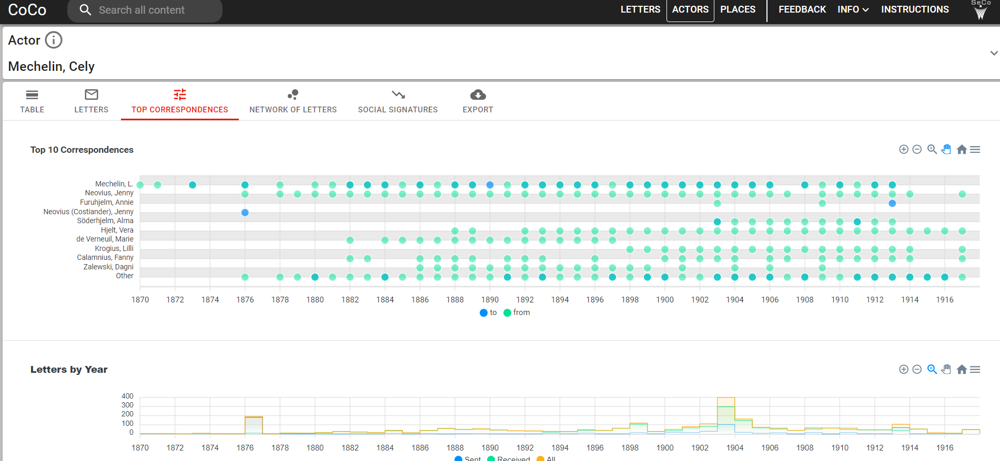 CoCo
Search all content
LETTERS ACTORS PLACES FEEDBACK INFO INSTRUCTIONS
SeCo
Actor
Mechelin, Cely
TABLE LETTERS TOP CORRESPONDENCES NETWORK OF LETTERS SOCIAL SIGNATURES EXPORT
Top 10 Correspondences
Mechelin, L.
Neovius, Jenny
Furuhjelm, Annie
Neovius (Costiander), Jenny
Söderhjelm, Alma
Hjelt, Vera
de Verneuil, Marie
Krogius, Lilli
Calamnius, Fanny
Zalewski, Dagni
Other
1870 1872 1874 1876 1878 1880 1882 1884 1886 1888 1890 1892 1894 1896 1898 1900 1902 1904 1906 1908 1910 1912 1914 1916
to from
Letters by Year
400
300
200
100
0
1870 1872 1874 1876 1878 1880 1882 1884 1886 1888 1890 1892 1894 1896 1898 1900 1902 1904 1906 1908 1910 1912 1914 1916
Sent Received All